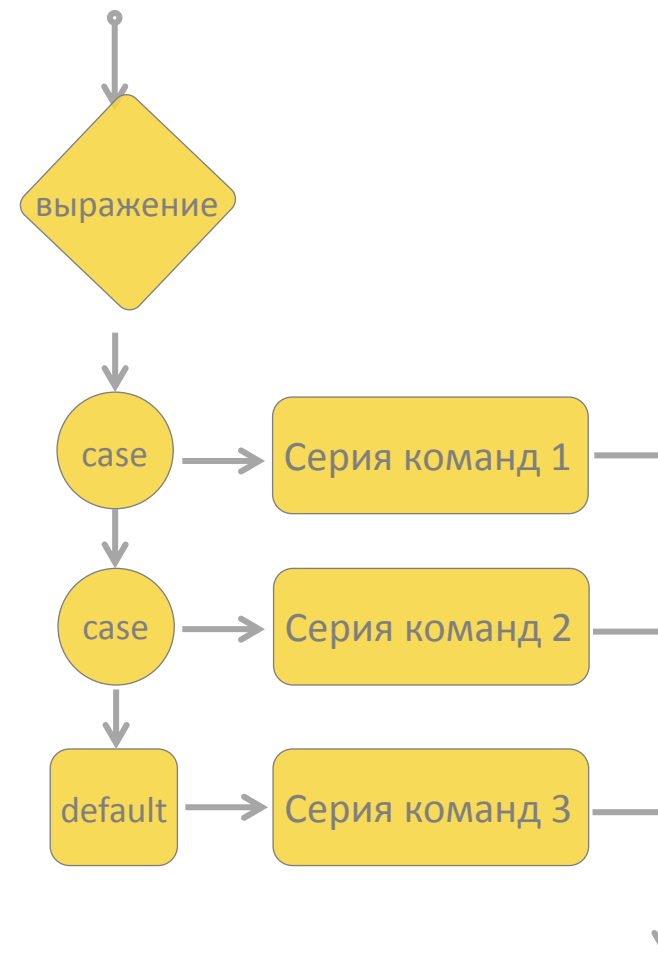 выражение
case
Серия команд 1
case
Серия команд 2
default
Серия команд 3